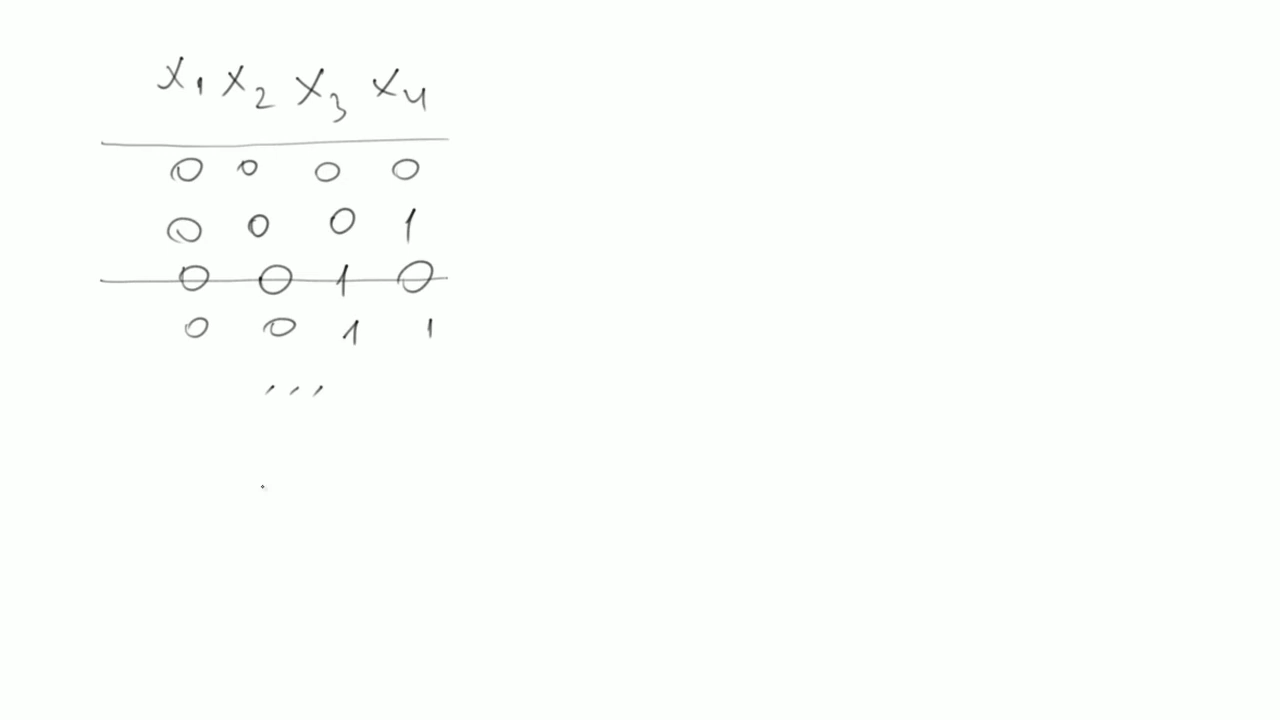 x1 x2 x3 x4
0 0 0 0
0 0 0 1
0 0 1 0
0 0 1 1
...